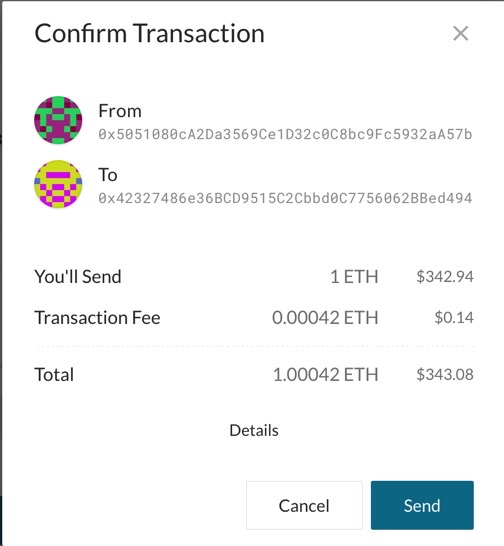 Confirm Transaction
From
0x5051080cA2Da3569Ce1D32c0C8bc9Fc5932aA57b
To
0x42327486e36BCD9515C2Cbbd0C7756062BBed494
You'll Send 1 ETH $342.94
Transaction Fee 0.00042 ETH $0.14
Total 1.00042 ETH $343.08
Details
Cancel Send